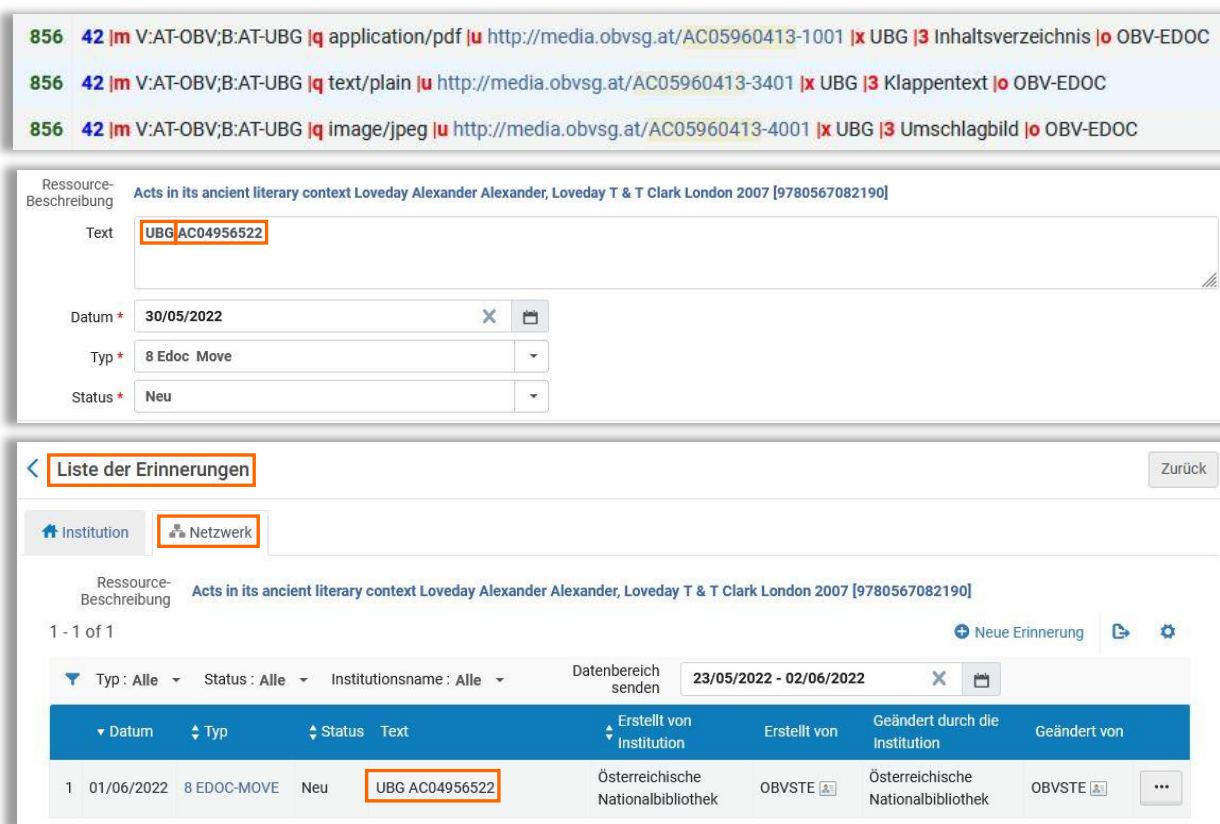 856 42 |m V:AT-OBV;B:AT-UBG |q application/pdf |u http://media.obvsg.at/AC05960413-1001 |x UBG |3 Inhaltsverzeichnis |o OBV-EDOC
856 42 |m V:AT-OBV;B:AT-UBG |q text/plain |u http://media.obvsg.at/AC05960413-3401 |x UBG |3 Klappentext |o OBV-EDOC
856 42 |m V:AT-OBV;B:AT-UBG |q image/jpeg |u http://media.obvsg.at/AC05960413-4001 |x UBG |3 Umschlagbild |o OBV-EDOC
Ressource-
Beschreibung
Acts in its ancient literary context Loveday Alexander Alexander, Loveday T & T Clark London 2007 [9780567082190]
Text UBG AC04956522
Datum * 30/05/2022
Typ * 8 Edoc Move
Status * Neu
Liste der Erinnerungen Zurück
Institution Netzwerk
Ressource-
Beschreibung
Acts in its ancient literary context Loveday Alexander Alexander, Loveday T & T Clark London 2007 [9780567082190]
1 - 1 of 1 Neue Erinnerung
Typ : Alle Status : Alle Institutionsname : Alle
Datenbereich
senden
23/05/2022 - 02/06/2022
Datum Typ Status Text
Erstellt von
Institution
Erstellt von
Geändert durch die
Institution
Geändert von
1 01/06/2022 8 EDOC-MOVE Neu UBG AC04956522
Österreichische
Nationalbibliothek
OBVSTE
Österreichische
Nationalbibliothek
OBVSTE